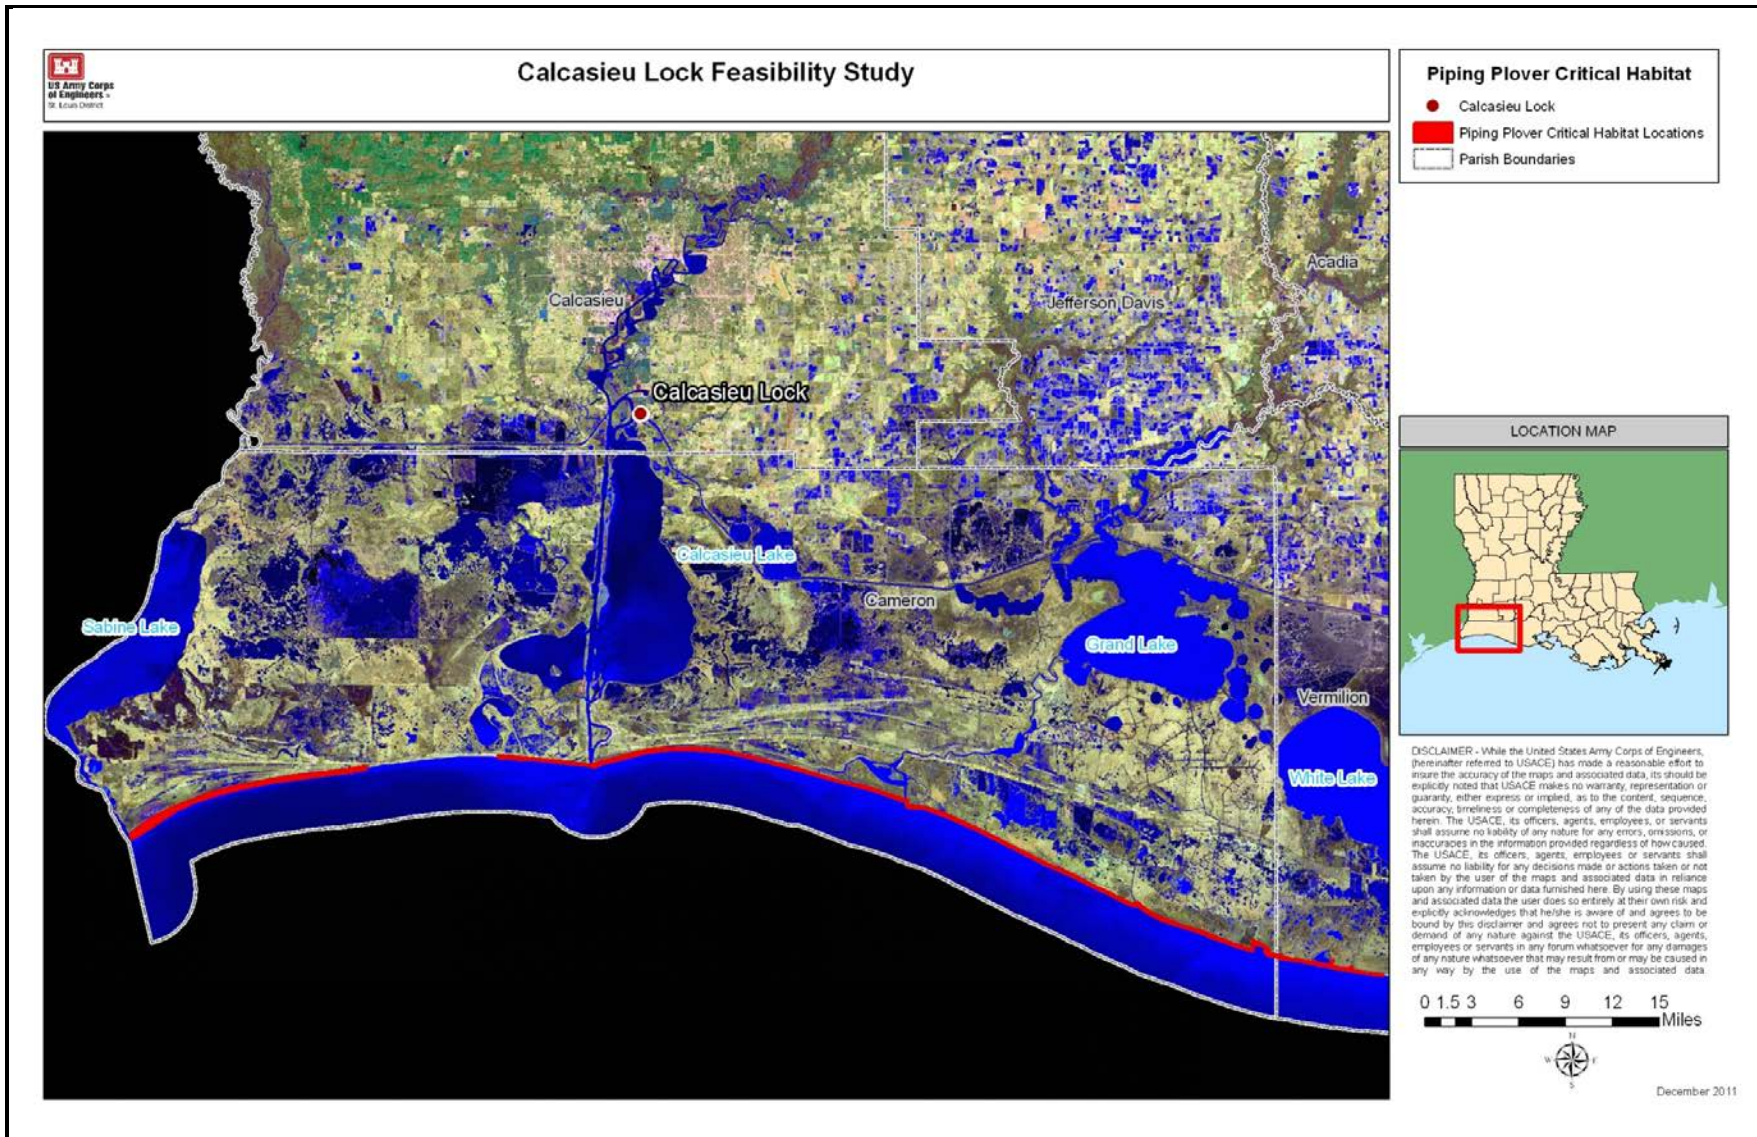 US Army Corps
of Engineers ®
St. Louis District
Calcasieu Lock Feasibility Study
Piping Plover Critical Habitat
Calcasieu Lock
Piping Plover Critical Habitat Locations
Parish Boundaries
Acadia
Calcasieu
Jefferson Davis
Calcasieu Lock
Calcasieu Lake
Cameron
Sabine Lake
Grand Lake
Vermilion
White Lake
LOCATION MAP
DISCLAIMER - While the United States Army Corps of Engineers,
(hereinafter referred to USACE) has made a reasonable effort to
insure the accuracy of the maps and associated data, its should be
explicitly noted that USACE makes no warranty, representation or
guaranty, either express or implied, as to the content, sequence,
accuracy, timeliness or completeness of any of the data provided
herein. The USACE, its officers, agents, employees, or servants
shall assume no liability of any nature for any errors, omissions, or
inaccuracies in the information provided regardless of how caused.
The USACE, its officers, agents, employees or servants shall
assume no liability for any decisions made or actions taken or not
taken by the user of the maps and associated data in reliance
upon any information or data furnished here. By using these maps
and associated data the user does so entirely at their own risk and
explicitly acknowledges that he/she is aware of and agrees to be
bound by this disclaimer and agrees not to present any claim or
demand of any nature against the USACE, its officers, agents,
employees or servants in any forum whatsoever for any damages
of any nature whatsoever that may result from or may be caused in
any way by the use of the maps and associated data.
0 1.5 3 6 9 12 15
Miles
N
W E
S
December 2011